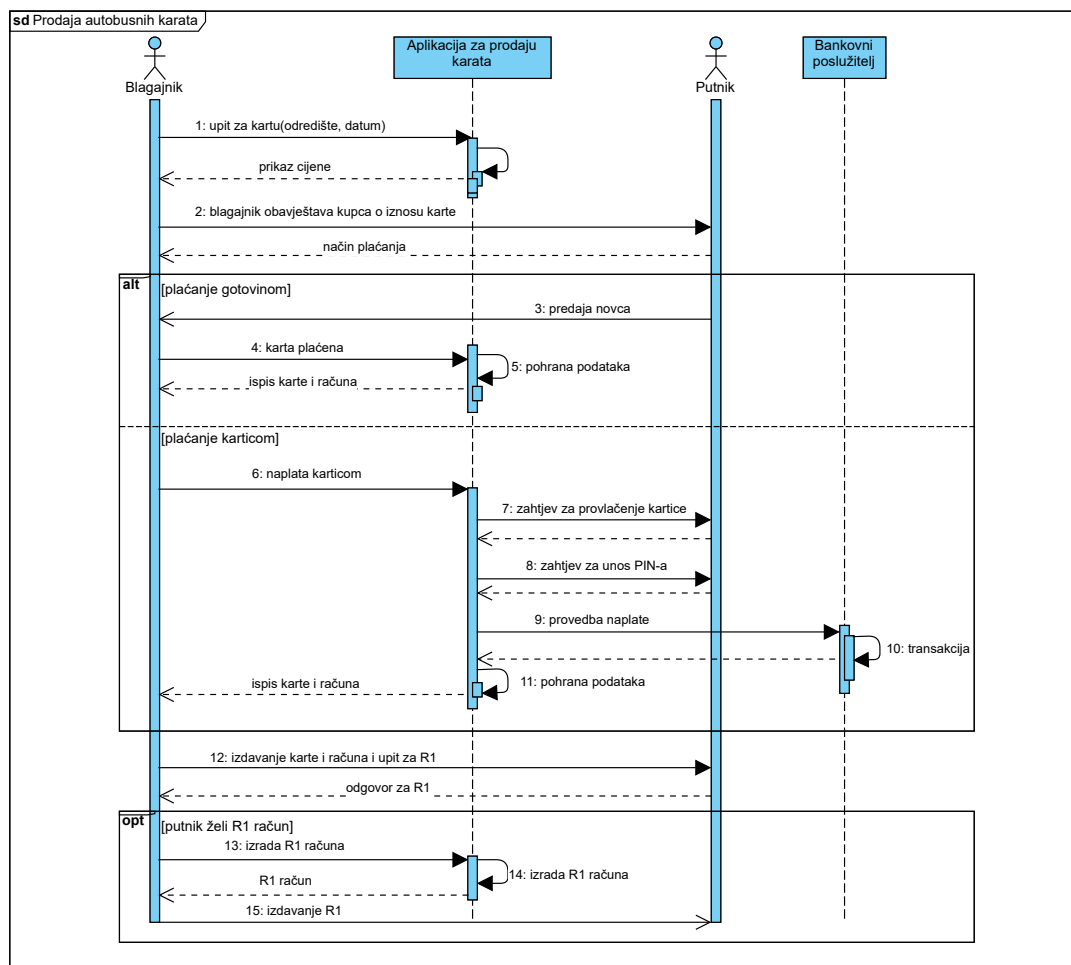 sd Prodaja autobusnih karata
Blagajnik
Aplikacija za prodaju
karata
Putnik
Bankovni
poslužitelj
1: upit za kartu(odredište, datum)
prikaz cijene
2: blagajnik obavještava kupca o iznosu karte
način plaćanja
alt
[plaćanje gotovinom]
3: predaja novca
4: karta plaćena
5: pohrana podataka
ispis karte i računa
[plaćanje karticom]
6: naplata karticom
7: zahtjev za provlačenje kartice
8: zahtjev za unos PIN-a
9: provedba naplate
10: transakcija
11: pohrana podataka
ispis karte i računa
12: izdavanje karte i računa i upit za R1
odgovor za R1
opt
[putnik želi R1 račun]
13: izrada R1 računa
14: izrada R1 računa
R1 račun
15: izdavanje R1